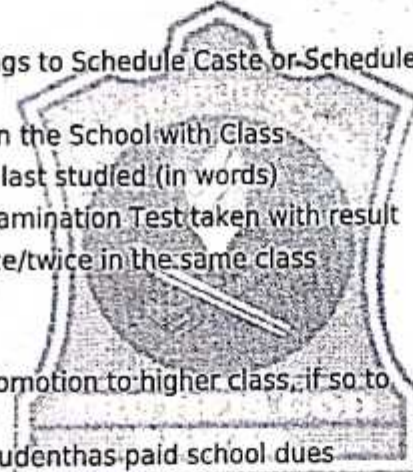 gs to Schedule Caste or Schedule
n the School with Class
last studied (in words)
amination Test taken with result
e/twice in the same class
omotion to higher class, if so to
udenthas paid school dues